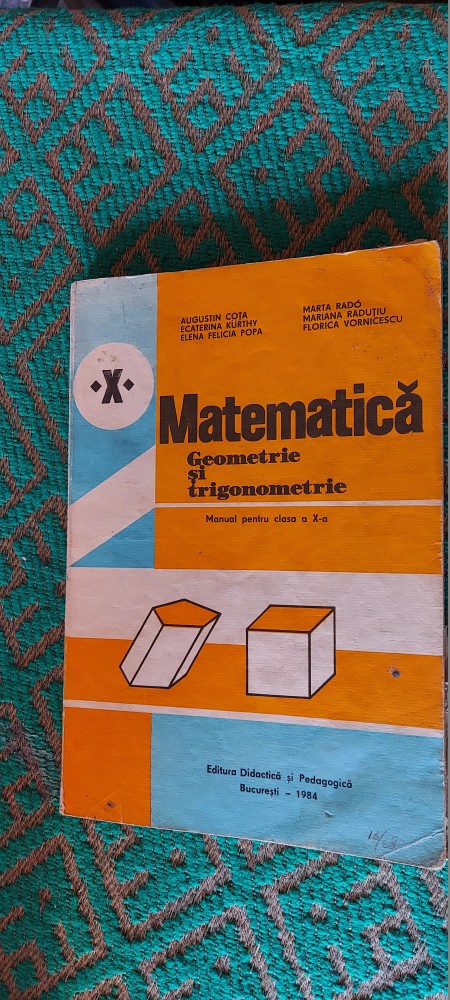 AUGUSTIN COȚA
ECATERINA KURTHY
ELENA FELICIA POPA
MARTA RADÓ
MARIANA RĂDUȚIU
FLORICA VORNICESCU
·X·
Matematică
Geometrie
și
trigonometrie
Manual pentru clasa a X-a
Editura Didactică și Pedagogică
București – 1984